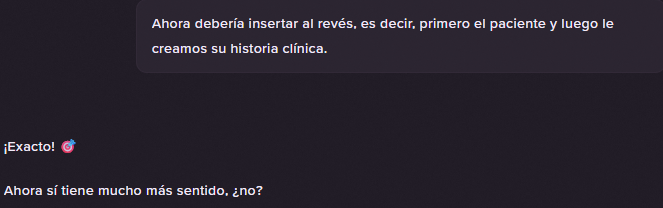 Ahora debería insertar al revés, es decir, primero el paciente y luego le
creamos su historia clínica.
¡Exacto! 🎯
Ahora sí tiene mucho más sentido, ¿no?